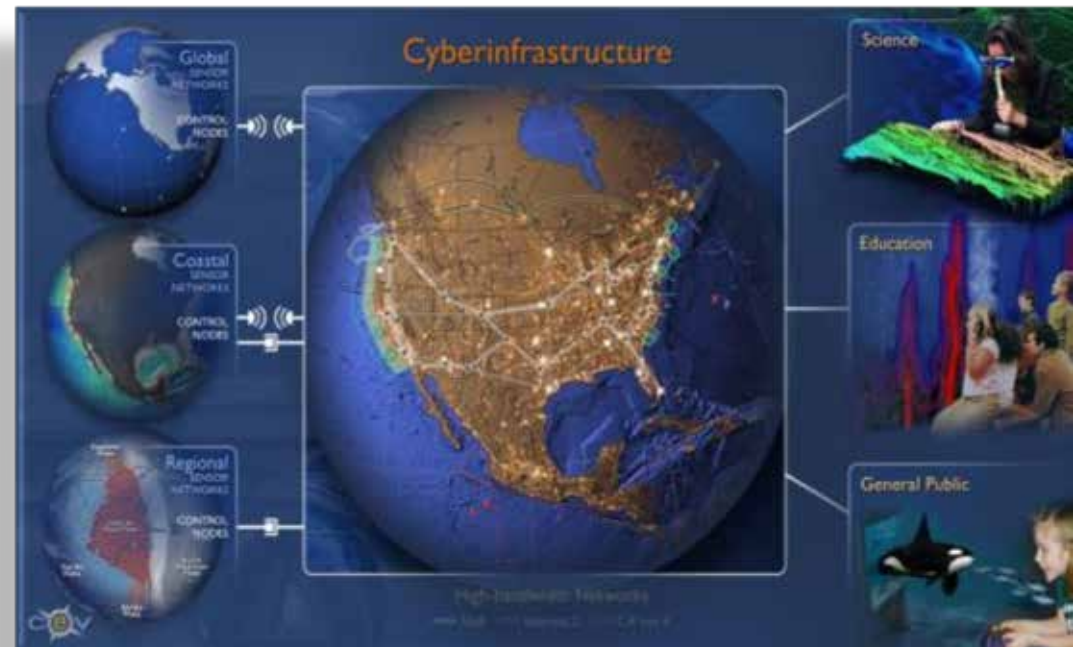 Cyberinfrastructure
Global
SENSOR
NETWORKS
CONTROL
NODES
Coastal
SENSOR
NETWORKS
CONTROL
NODES
Regional
SENSOR
NETWORKS
CONTROL
NODES
Science
Education
General Public
High-bandwidth Networks